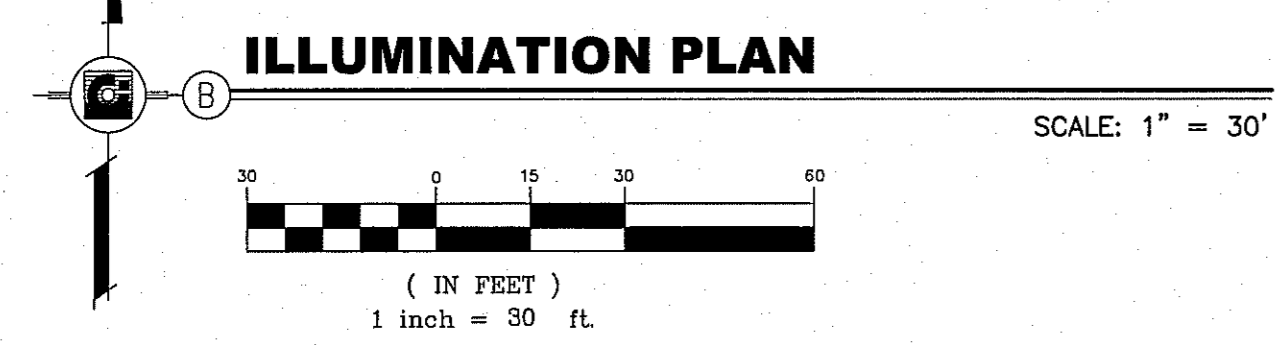 ILLUMINATION PLAN
B
SCALE: 1" = 30'
30 0 15 30 60
( IN FEET )
1 inch = 30 ft.